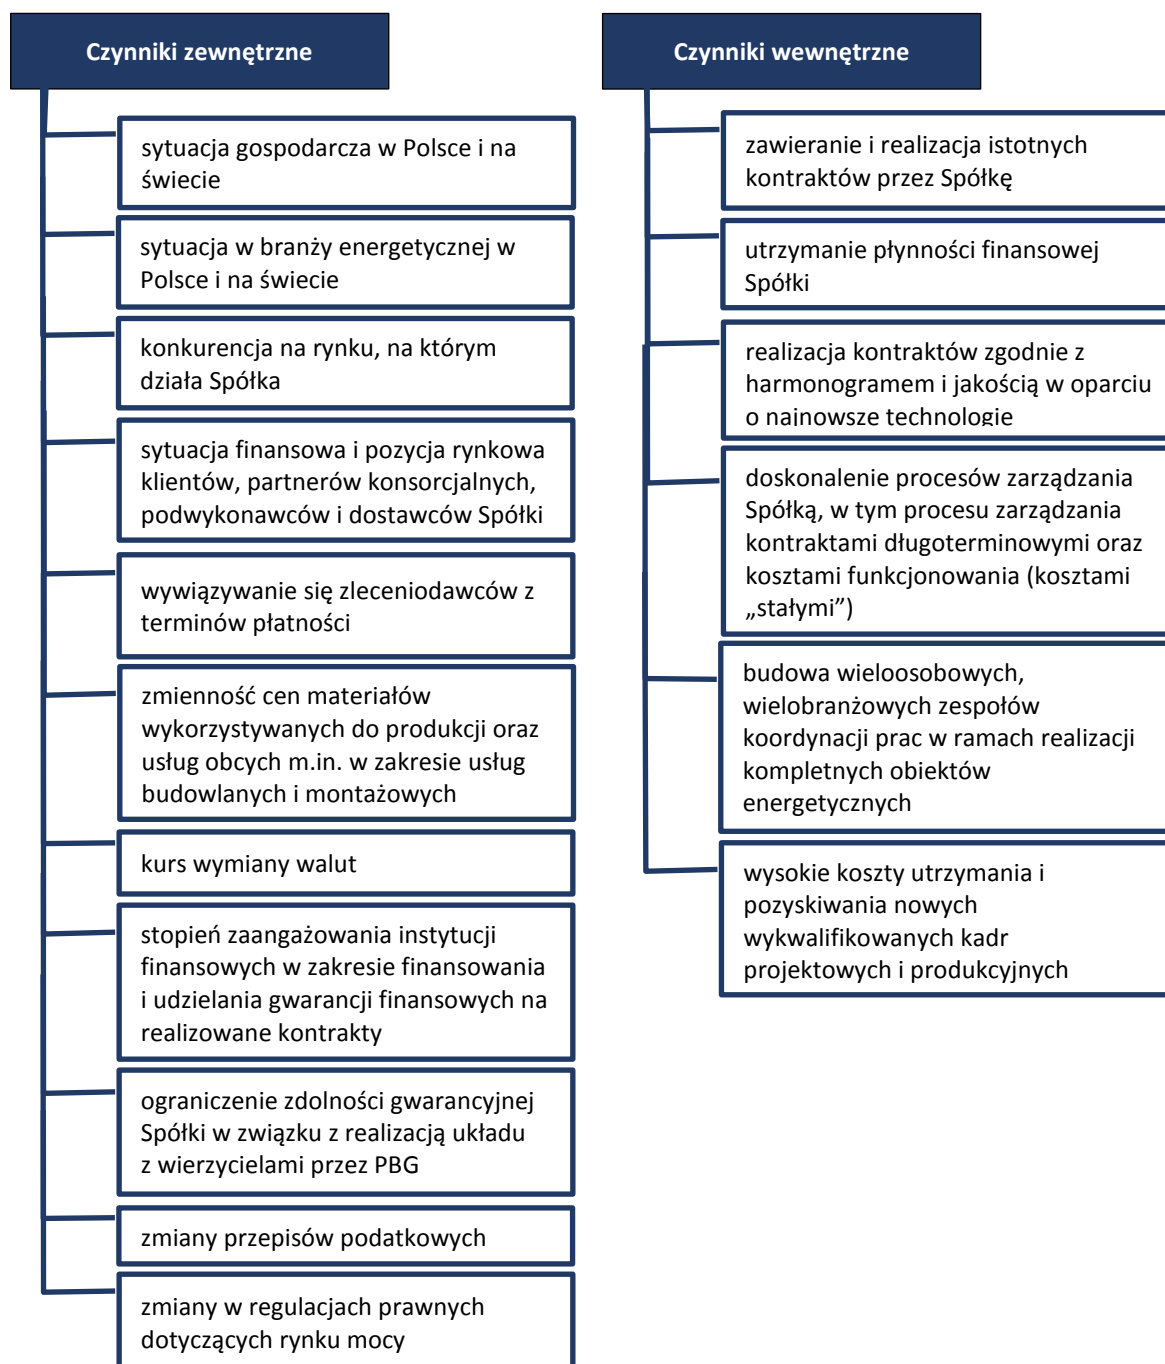 Czynniki zewnętrzne
sytuacja gospodarcza w Polsce i na
świecie
sytuacja w branży energetycznej w
Polsce i na świecie
konkurencja na rynku, na którym
działa Spółka
sytuacja finansowa i pozycja rynkowa
klientów, partnerów konsorcjalnych,
podwykonawców i dostawców Spółki
wywiązywanie się zleceniodawców z
terminów płatności
zmienność cen materiałów
wykorzystywanych do produkcji oraz
usług obcych m.in. w zakresie usług
budowlanych i montażowych
kurs wymiany walut
stopień zaangażowania instytucji
finansowych w zakresie finansowania
i udzielania gwarancji finansowych na
realizowane kontrakty
ograniczenie zdolności gwarancyjnej
Spółki w związku z realizacją układu
z wierzycielami przez PBG
zmiany przepisów podatkowych
zmiany w regulacjach prawnych
dotyczących rynku mocy
Czynniki wewnętrzne
zawieranie i realizacja istotnych
kontraktów przez Spółkę
utrzymanie płynności finansowej
Spółki
realizacja kontraktów zgodnie z
harmonogramem i jakością w oparciu
o najnowsze technologie
doskonalenie procesów zarządzania
Spółką, w tym procesu zarządzania
kontraktami długoterminowymi oraz
kosztami funkcjonowania (kosztami
„stałymi”)
budowa wieloosobowych,
wielobranżowych zespołów
koordynacji prac w ramach realizacji
kompletnych obiektów
energetycznych
wysokie koszty utrzymania i
pozyskiwania nowych
wykwalifikowanych kadr
projektowych i produkcyjnych